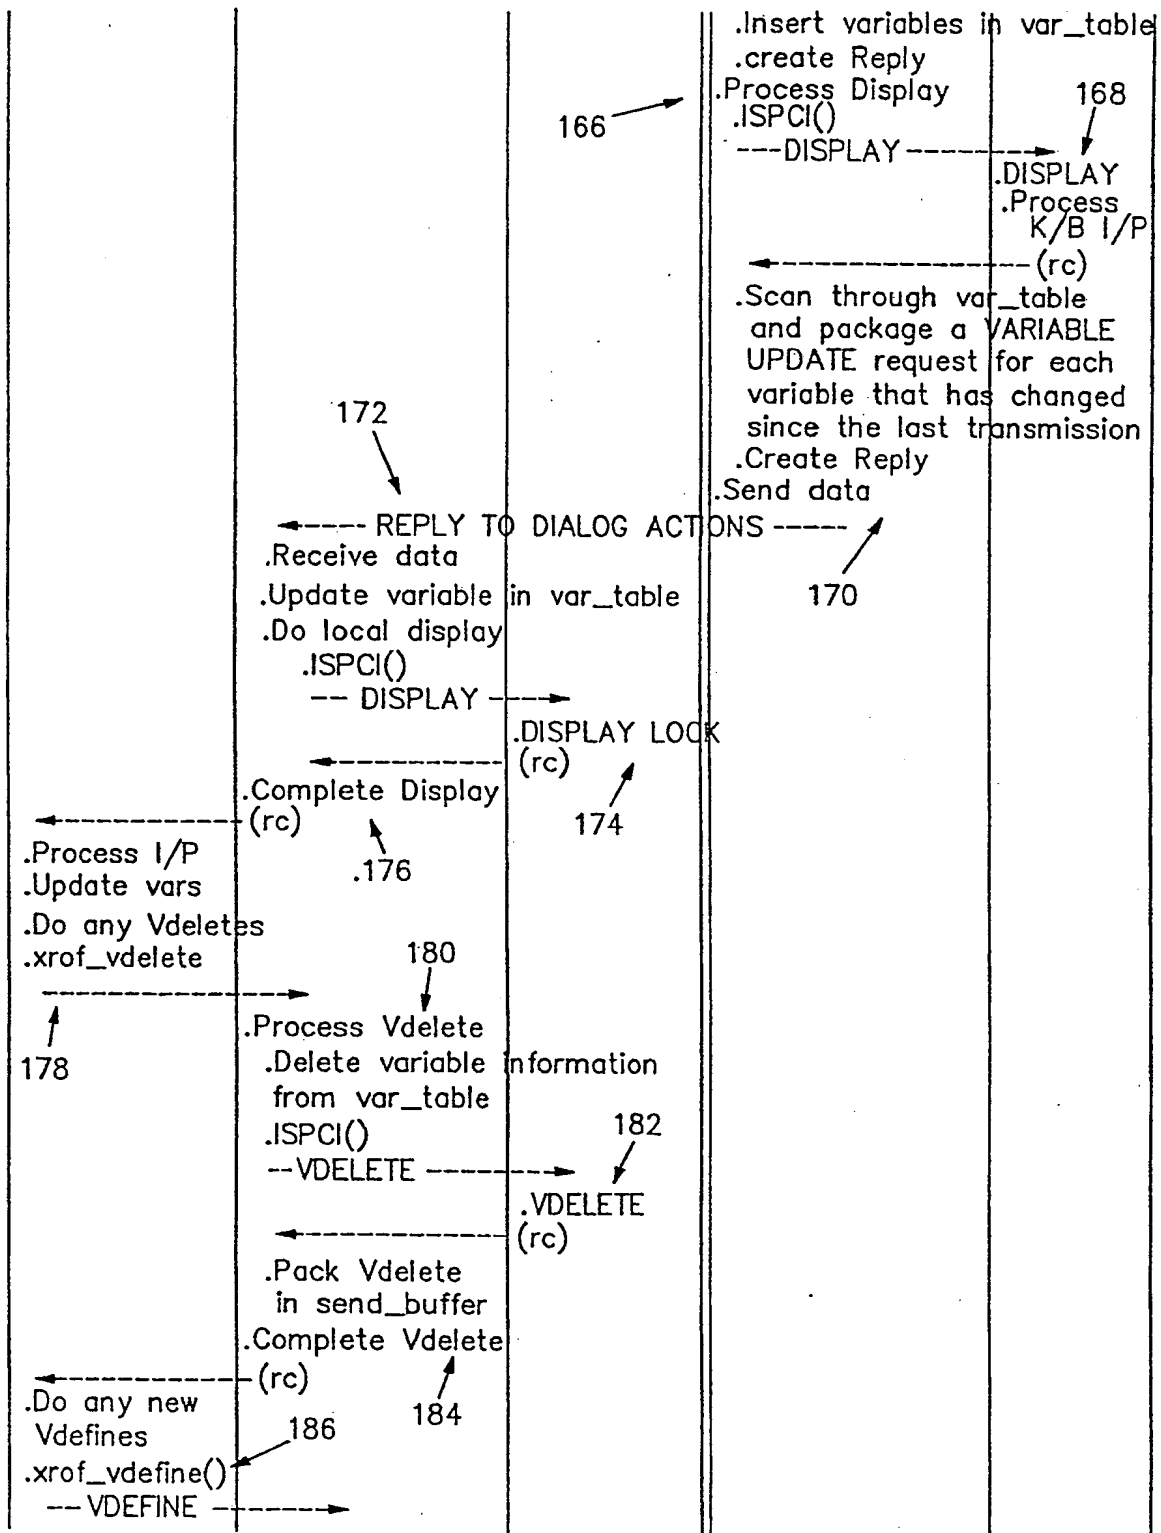 .Insert variables in var_table
.create Reply
.Process Display
168
166
.ISPCI()
---DISPLAY--------->
.DISPLAY
.Process
K/B I/P
<----------------- (rc)
.Scan through var_table
and package a VARIABLE
UPDATE request for each
variable that has changed
since the last transmission
172
.Create Reply
.Send data
<----- REPLY TO DIALOG ACTIONS -----
.Receive data
.Update variable in var_table
170
.Do local display
.ISPCI()
-- DISPLAY ------>
.DISPLAY LOCK
<------------ (rc)
.Complete Display
174
<------------ (rc)
.Process I/P
.176
.Update vars
.Do any Vdeletes
.xrof_vdelete
180
.Process Vdelete
178
.Delete variable information
from var_table
.ISPCI()
182
--VDELETE --------->
.VDELETE
<------------ (rc)
.Pack Vdelete
in send_buffer
.Complete Vdelete
<------------ (rc)
.Do any new
Vdefines
184
186
.xrof_vdefine()
-- VDEFINE -------->